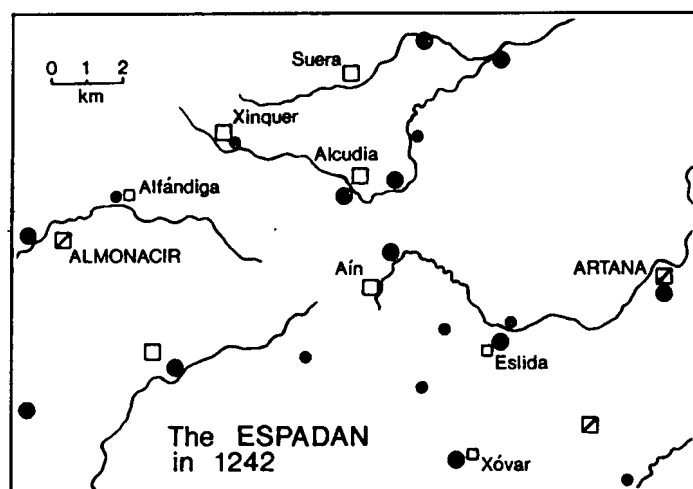 Suera
0 1 2
km
Xinquer
Alcudia
Alfándiga
ALMONACIR
Aín
ARTANA
Eslida
The ESPADAN
in 1242
Xóvar